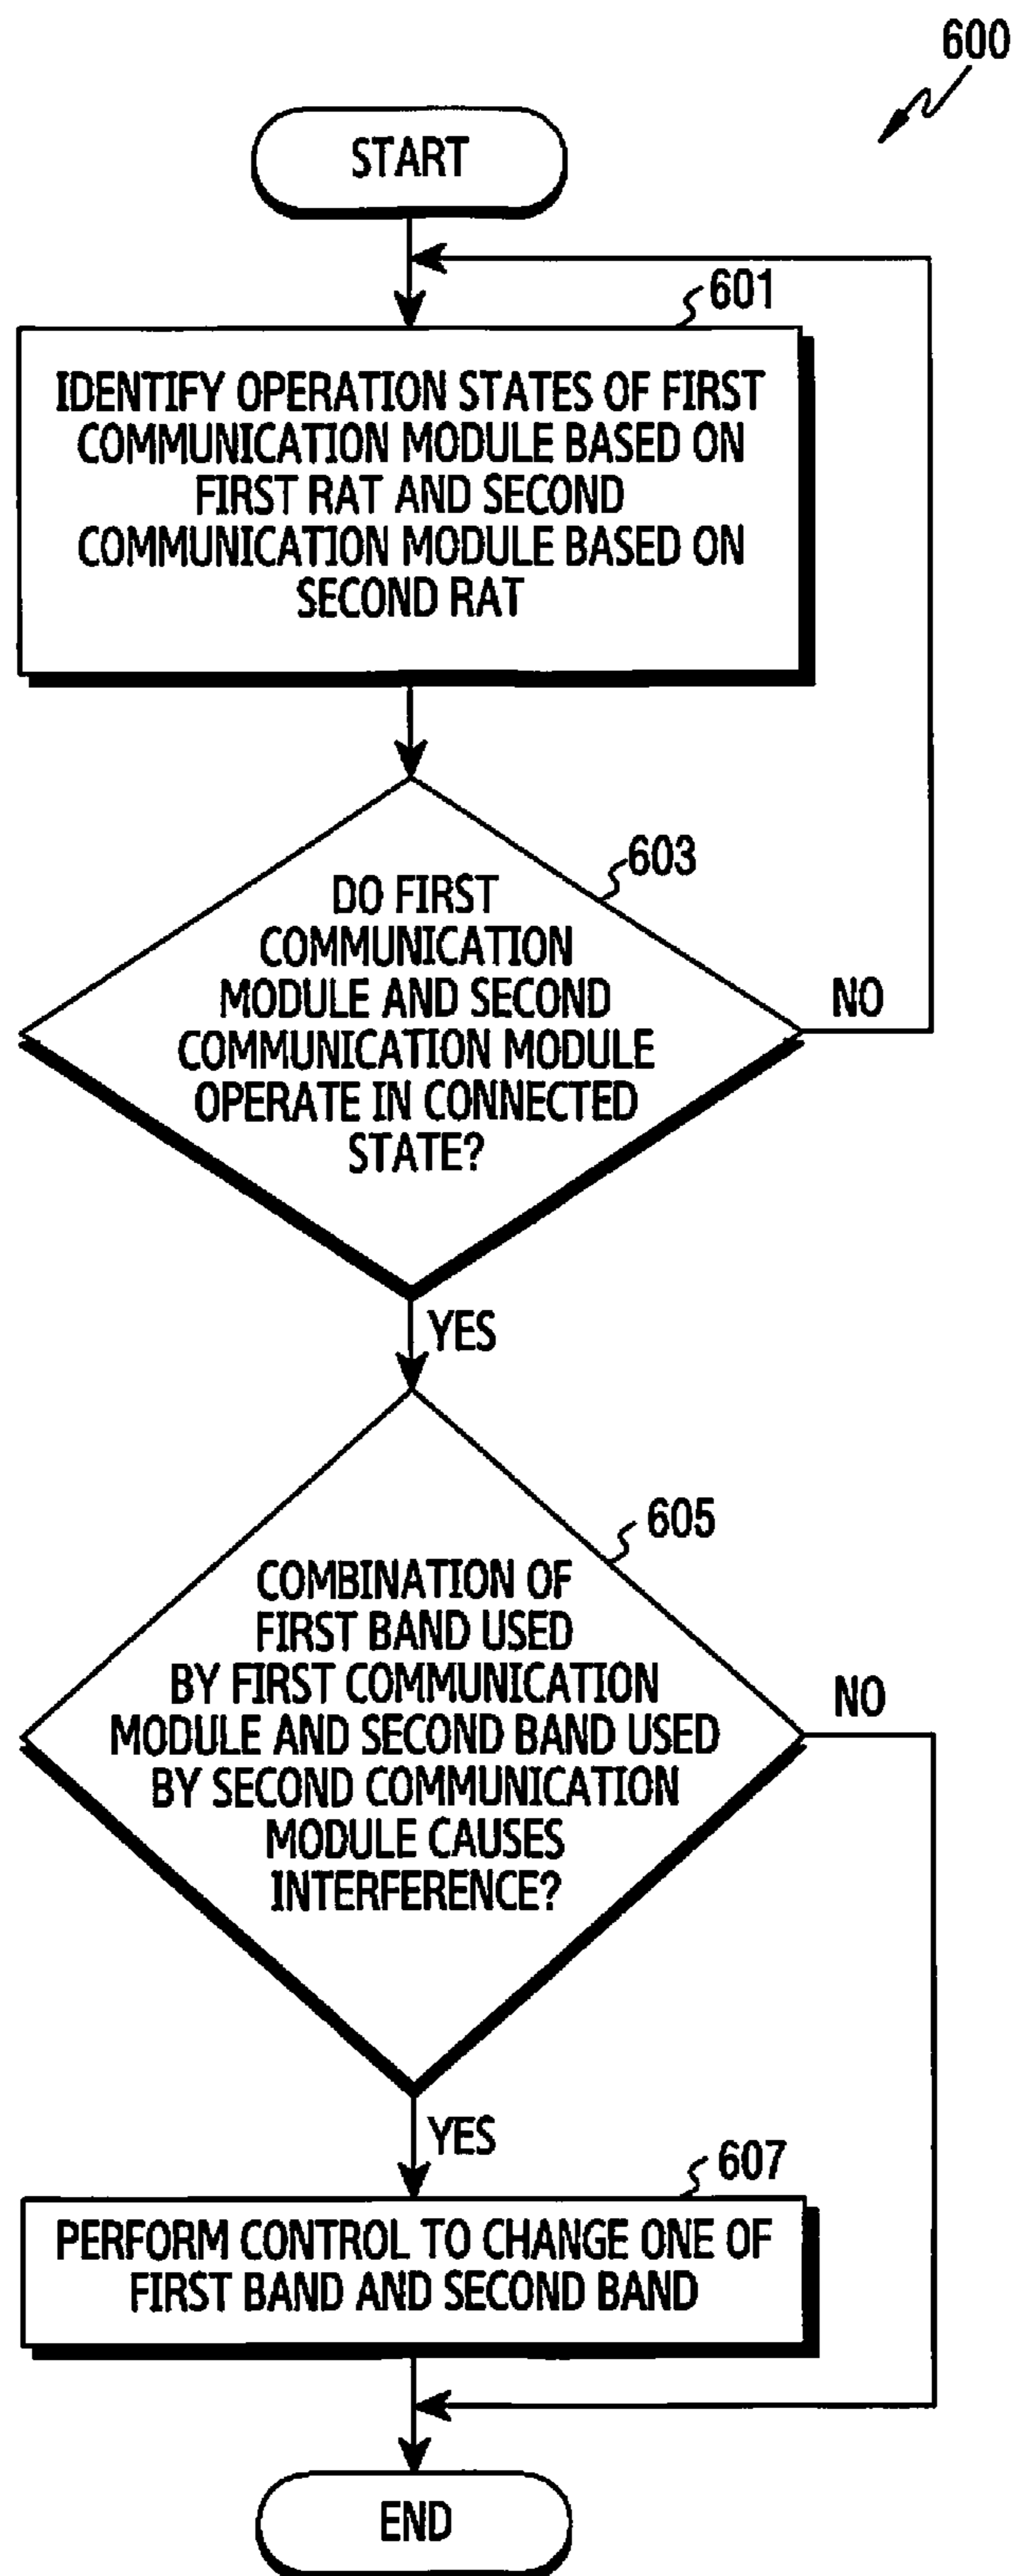 600
START
601
IDENTIFY OPERATION STATES OF FIRST
COMMUNICATION MODULE BASED ON
FIRST RAT AND SECOND
COMMUNICATION MODULE BASED ON
SECOND RAT
603
DO FIRST
COMMUNICATION
MODULE AND SECOND
COMMUNICATION MODULE
OPERATE IN CONNECTED
STATE?
NO
YES
605
COMBINATION OF
FIRST BAND USED
BY FIRST COMMUNICATION
MODULE AND SECOND BAND USED
BY SECOND COMMUNICATION
MODULE CAUSES
INTERFERENCE?
NO
YES
607
PERFORM CONTROL TO CHANGE ONE OF
FIRST BAND AND SECOND BAND
END